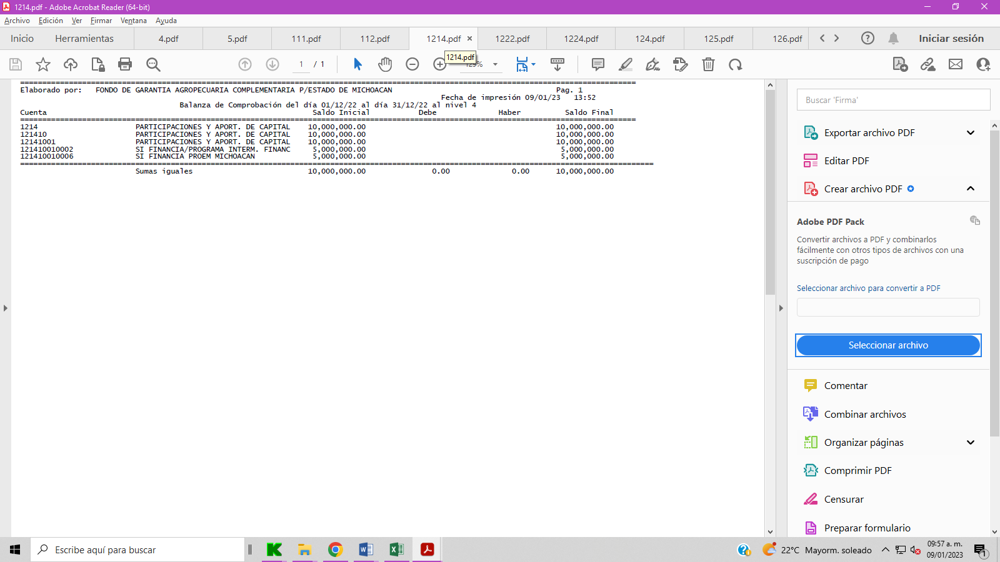 1214.pdf - Adobe Acrobat Reader (64-bit)
Archivo Edición Ver Firmar Ventana Ayuda
Inicio Herramientas 4.pdf 5.pdf 111.pdf 112.pdf 1214.pdf 1222.pdf 1224.pdf 124.pdf 125.pdf 126.pdf Iniciar sesión
1214.pdf
1 / 1
================================================================
Elaborado por: FONDO DE GARANTIA AGROPECUARIA COMPLEMENTARIA P/ESTADO DE MICHOACAN Pag. 1
Fecha de impresión 09/01/23 13:52
Balanza de Comprobación del día 01/12/22 al día 31/12/22 al nivel 4
Cuenta Saldo Inicial Debe Haber Saldo Final
================================================================
1214 PARTICIPACIONES Y APORT. DE CAPITAL 10,000,000.00 10,000,000.00
121410 PARTICIPACIONES Y APORT. DE CAPITAL 10,000,000.00 10,000,000.00
12141001 PARTICIPACIONES Y APORT. DE CAPITAL 10,000,000.00 10,000,000.00
121410010002 SI FINANCIA/PROGRAMA INTERM. FINANC 5,000,000.00 5,000,000.00
121410010006 SI FINANCIA PROEM MICHOACAN 5,000,000.00 5,000,000.00
================================================================
Sumas iguales 10,000,000.00 0.00 0.00 10,000,000.00
Buscar 'Firma'
Exportar archivo PDF
Editar PDF
Crear archivo PDF
Adobe PDF Pack
Convertir archivos a PDF y combinarlos
fácilmente con otros tipos de archivos con una
suscripción de pago
Seleccionar archivo para convertir a PDF
Seleccionar archivo
Comentar
Combinar archivos
Organizar páginas
Comprimir PDF
Censurar
Preparar formulario
Escribe aquí para buscar
22°C Mayorm. soleado
09:57 a. m.
09/01/2023
1